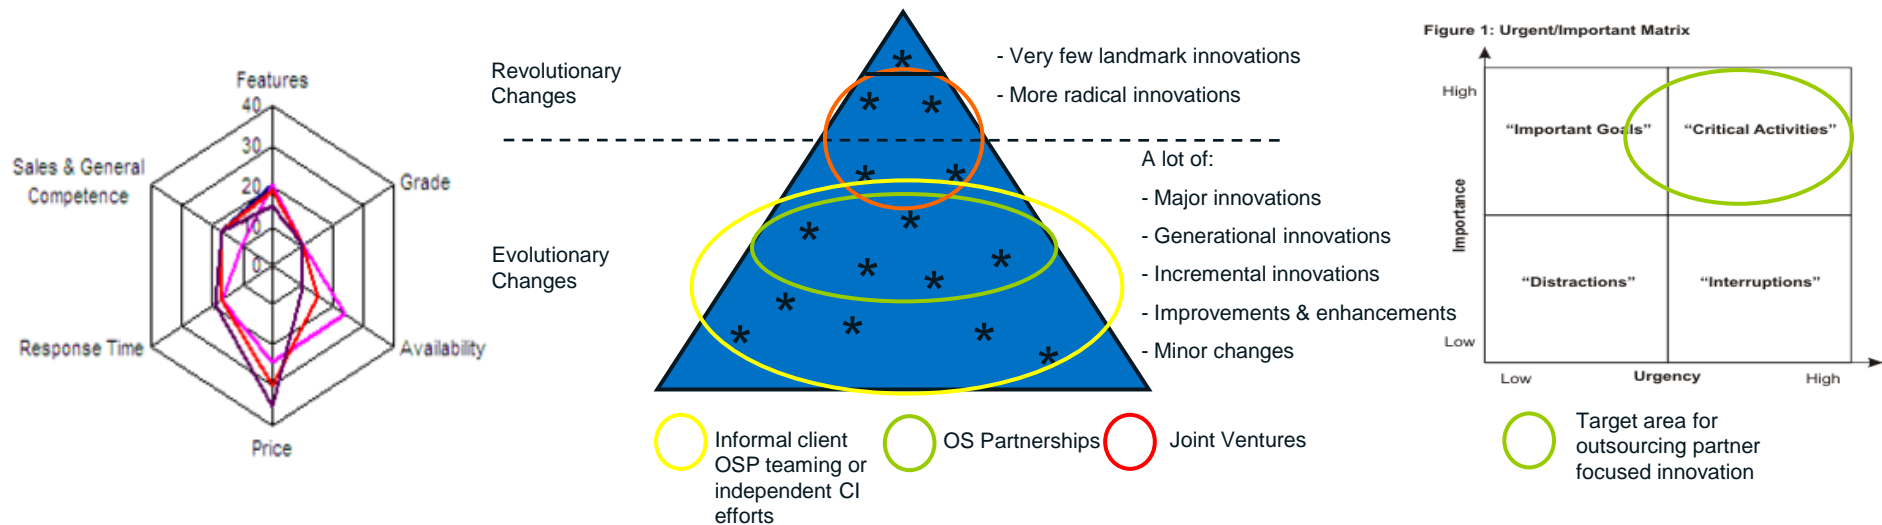 Features
40
30
20
0
0
Sales & General
Competence
Grade
Response Time
Availability
Price
Revolutionary
Changes
Evolutionary
Changes
*
* *
* *
* * *
* *
* * * *
*
- Very few landmark innovations
- More radical innovations
A lot of:
- Major innovations
- Generational innovations
- Incremental innovations
- Improvements & enhancements
- Minor changes
Informal client
OSP teaming or
independent CI
efforts
OS Partnerships
Joint Ventures
Figure 1: Urgent/Important Matrix
High
"Important Goals"
"Critical Activities"
Importance
"Distractions"
"Interruptions"
Low
Low
Urgency
High
Target area for
outsourcing partner
focused innovation